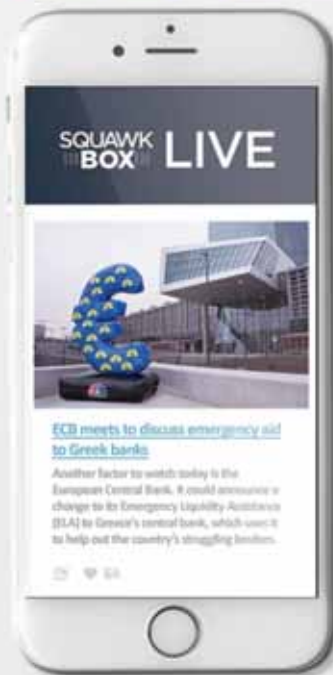 SQUAWK
BOX LIVE
ECB meets to discuss emergency aid
to Greek banks
Another factor to watch today is the
European Central Bank. It could announce a
change to its Emergency Liquidity Assistance
(ELA) to Greece's central bank, which uses it
to help out the country's struggling lenders.